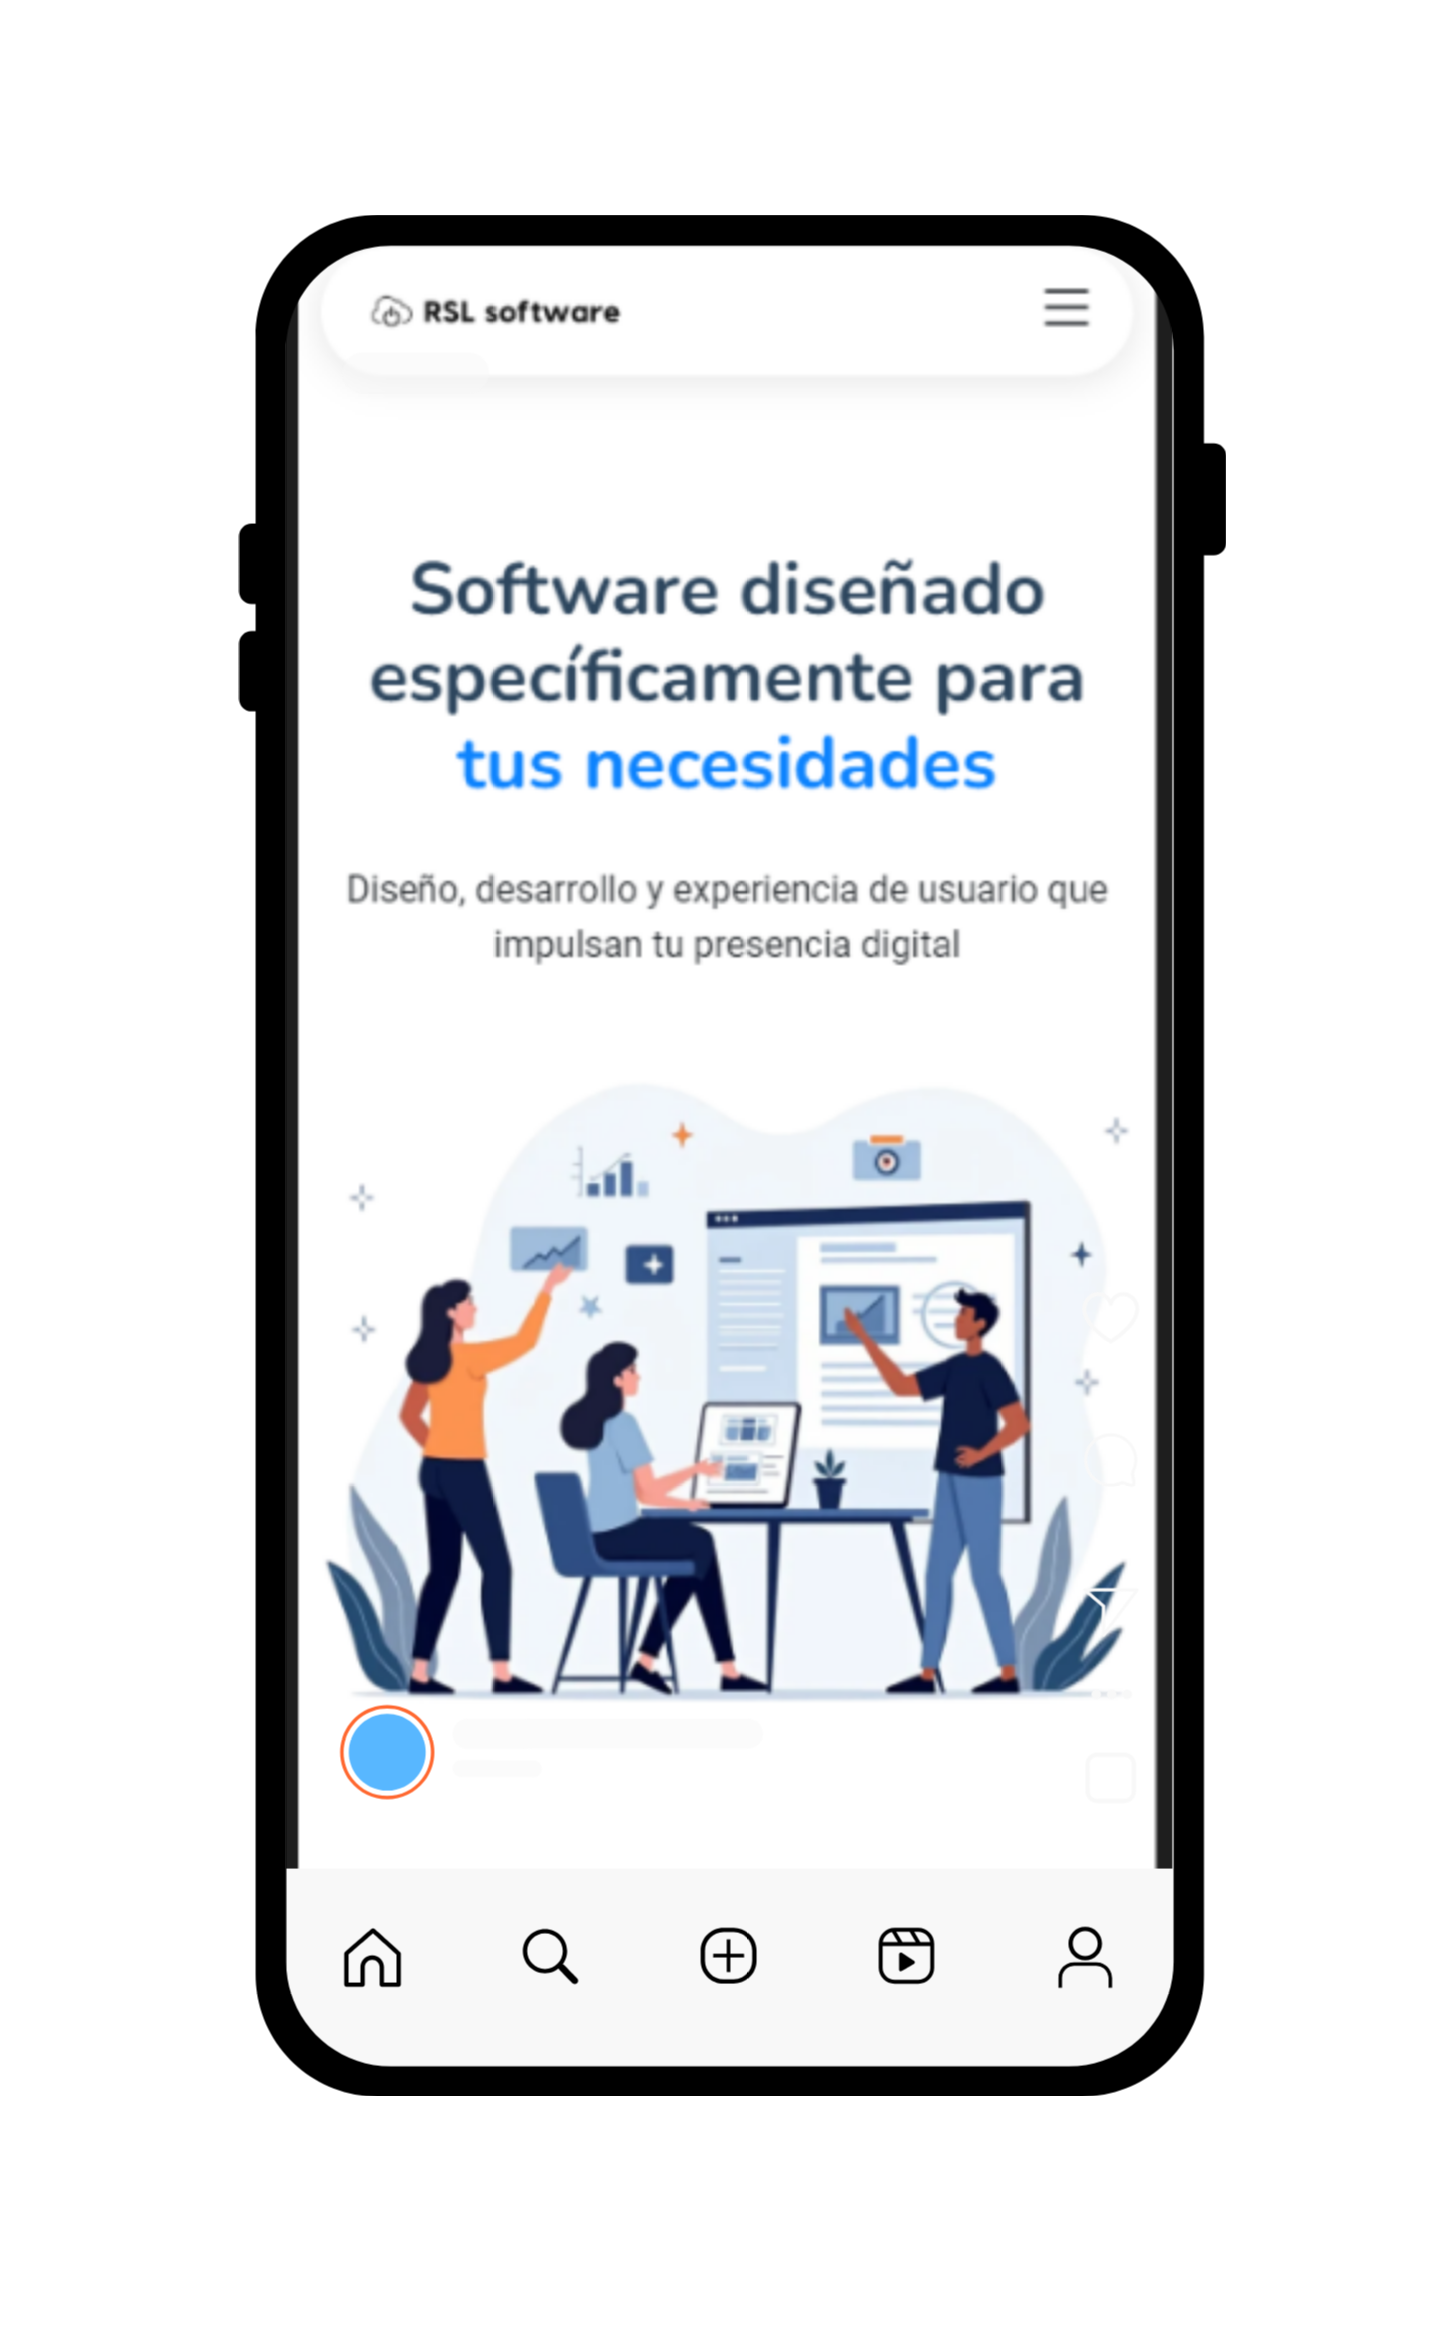 RSL software
Software diseñado
específicamente para
tus necesidades
Diseño, desarrollo y experiencia de usuario que
impulsan tu presencia digital